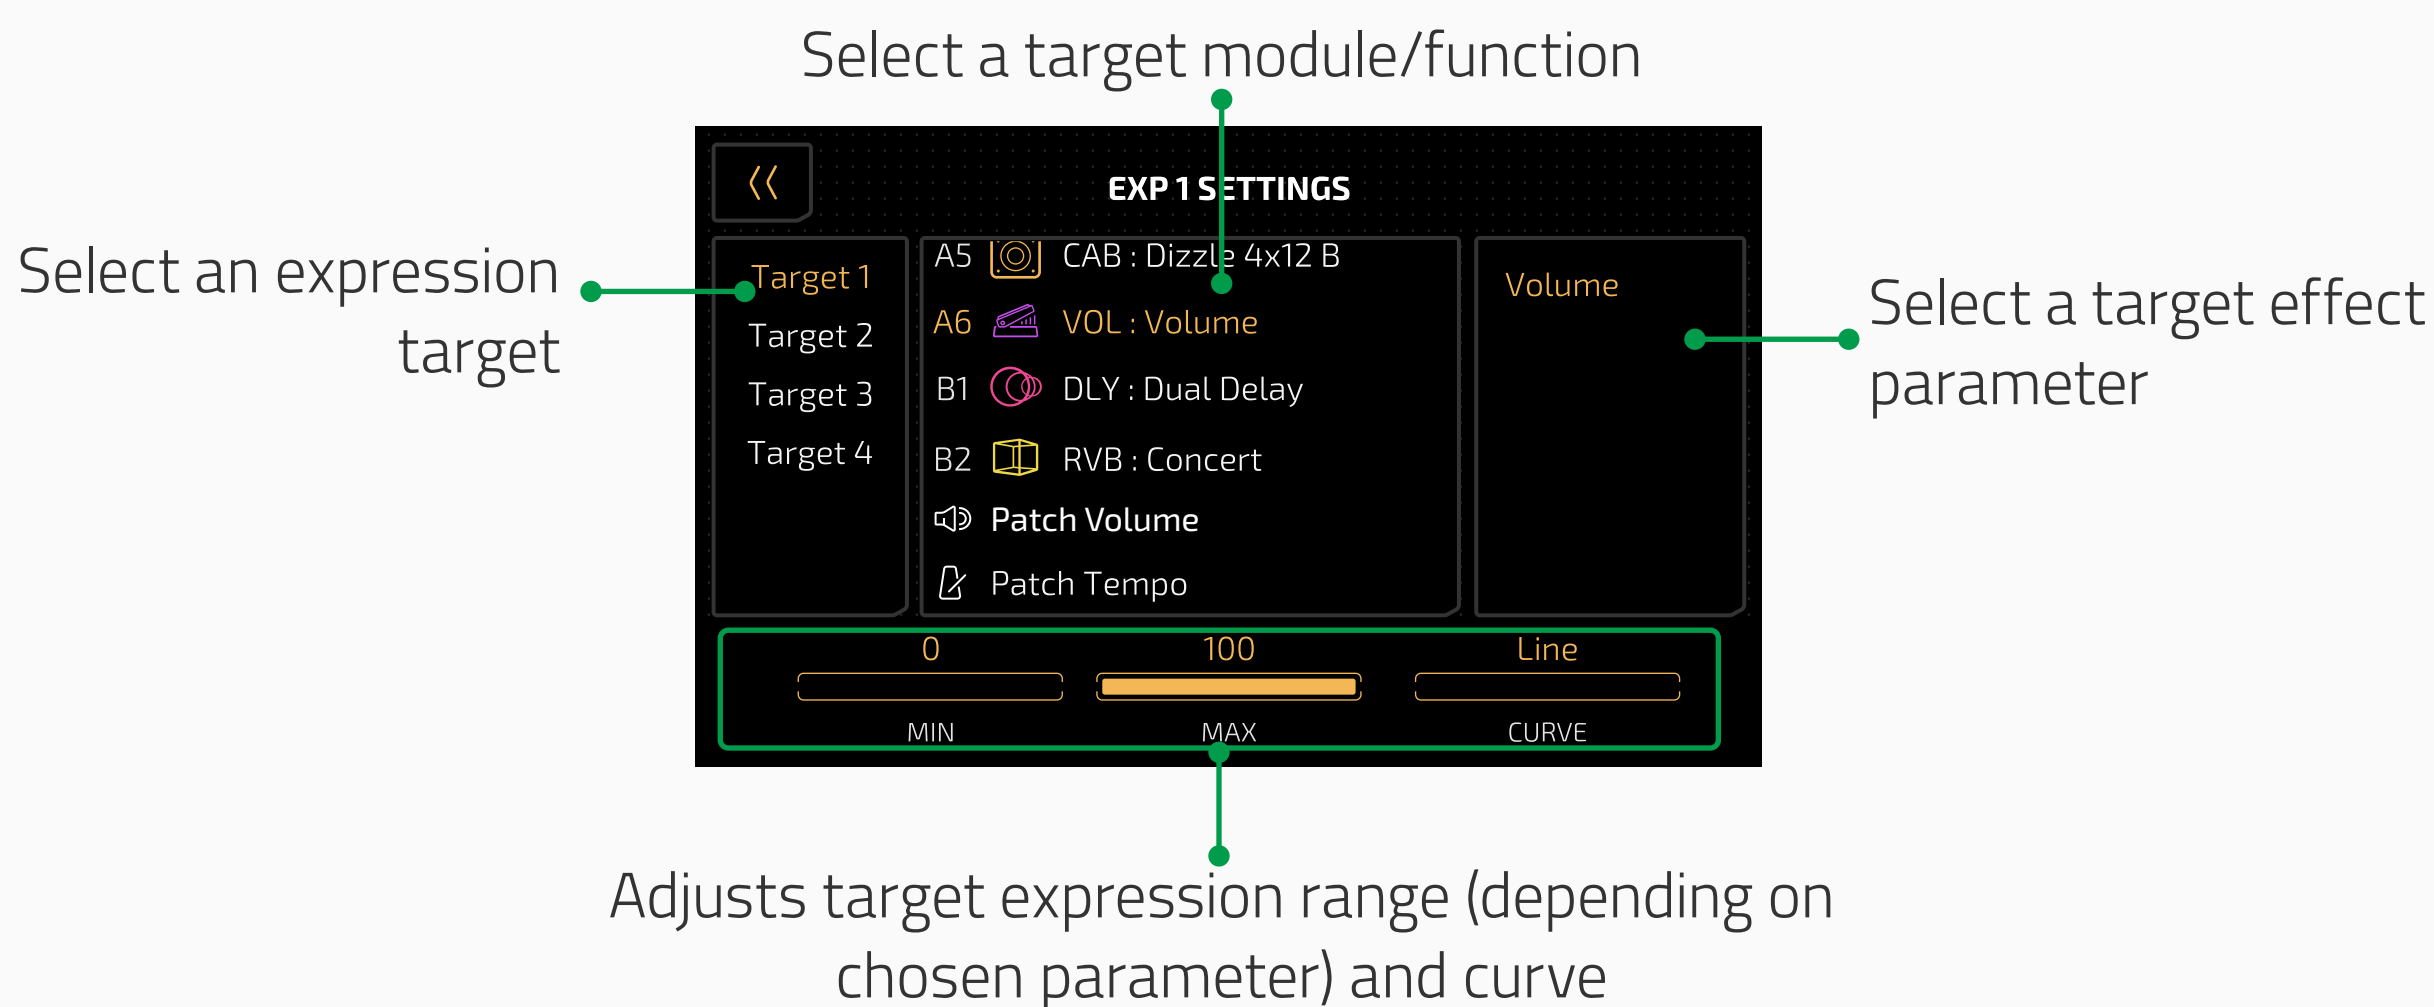 Select a target module/function
EXP 1 SETTINGS
Select an expression
target
Target 1
Target 2
Target 3
Target 4
A5 CAB : Dizzle 4x12 B
A6 VOL : Volume
B1 DLY : Dual Delay
B2 RVB : Concert
Patch Volume
Patch Tempo
Volume
Select a target effect
parameter
0 100 Line
MIN MAX CURVE
Adjusts target expression range (depending on
chosen parameter) and curve